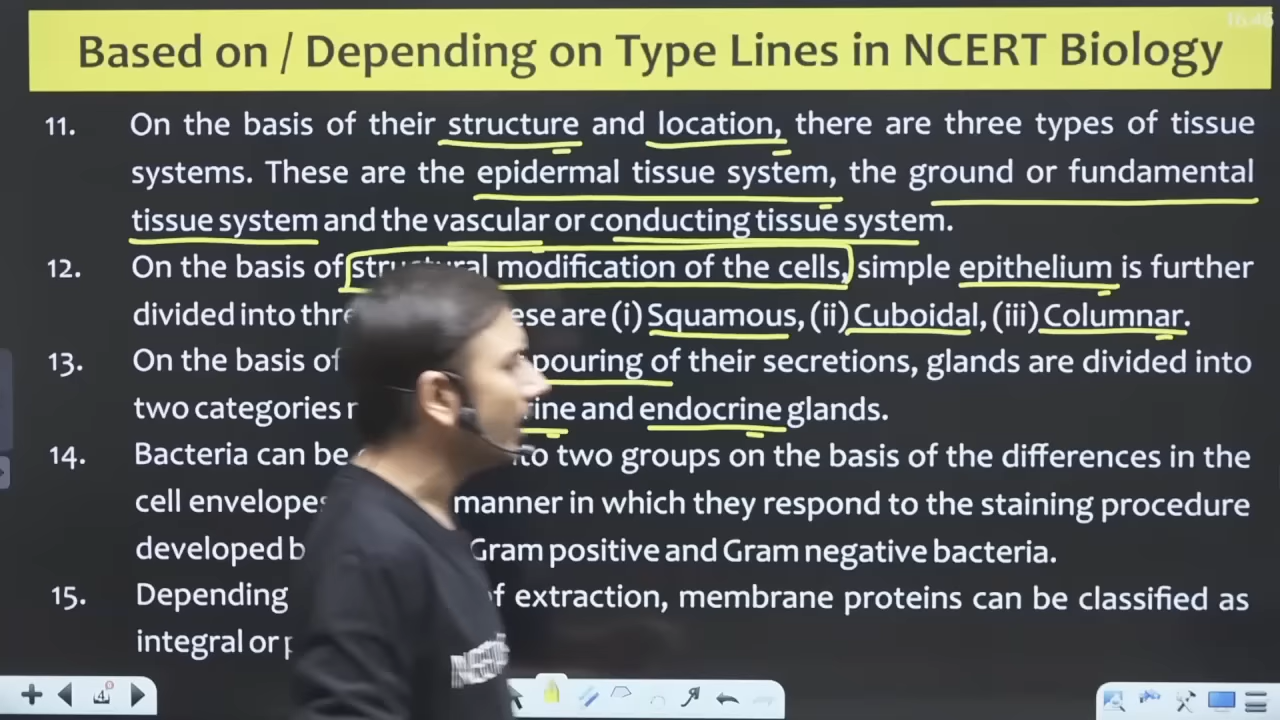 16:46
Based on / Depending on Type Lines in NCERT Biology
11. On the basis of their structure and location, there are three types of tissue
systems. These are the epidermal tissue system, the ground or fundamental
tissue system and the vascular or conducting tissue system.
12. On the basis of structural modification of the cells, simple epithelium is further
divided into three ese are (i) Squamous, (ii) Cuboidal, (iii) Columnar.
13. On the basis of pouring of their secretions, glands are divided into
two categories rine and endocrine glands.
14. Bacteria can be to two groups on the basis of the differences in the
cell envelopes manner in which they respond to the staining procedure
developed b Gram positive and Gram negative bacteria.
15. Depending of extraction, membrane proteins can be classified as
integral or p
4